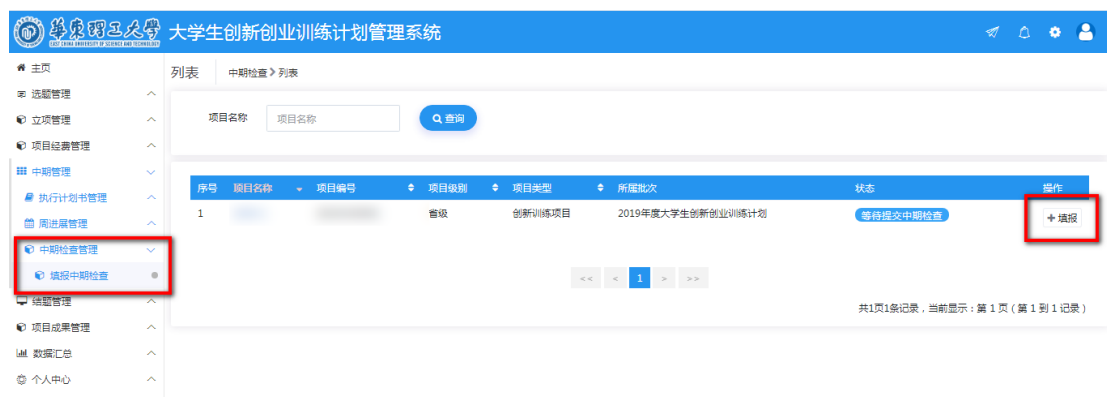 華東理工大學 大学生创新创业训练计划管理系统
EAST CHINA UNIVERSITY OF SCIENCE AND TECHNOLOGY
主页
列表 中期检查 > 列表
选题管理
立项管理
项目名称 项目名称 查询
项目经费管理
中期管理
执行计划书管理
周进展管理
中期检查管理
填报中期检查
结题管理
项目成果管理
数据汇总
个人中心
序号 项目名称 项目编号 项目级别 项目类型 所属批次 状态 操作
1 省级 创新训练项目 2019年度大学生创新创业训练计划 等待提交中期检查 +填报
<< < 1 > >>
共1页1条记录，当前显示：第 1 页 ( 第 1 到 1 记录 )